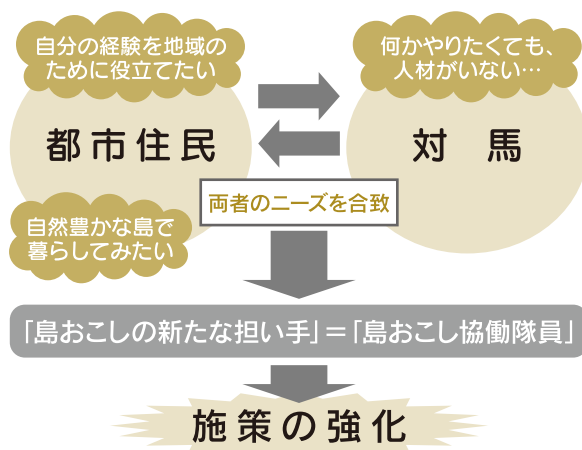 自分の経験を地域の
ために役立てたい
何かやりたくても、
人材がいない…
都市住民
対馬
両者のニーズを合致
自然豊かな島で
暮らしてみたい
「島おこしの新たな担い手」＝「島おこし協働隊員」
施策の強化